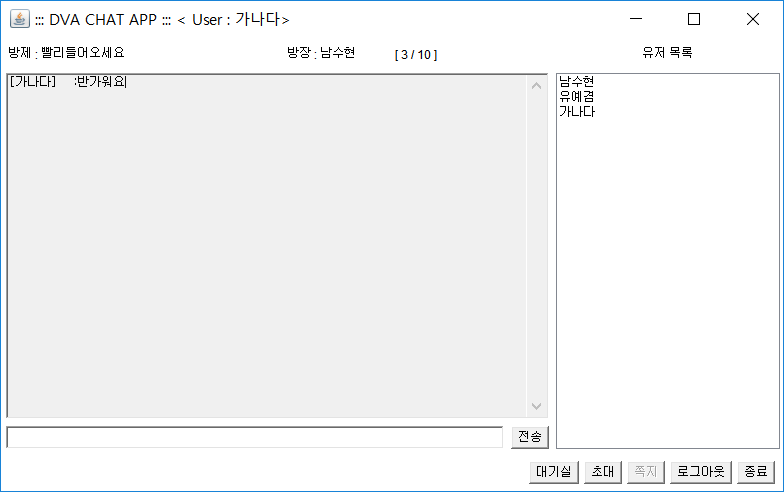 ::: DVA CHAT APP ::: < User : 가나다>
방제 : 빨리들어오세요 방장 : 남수현 [ 3 / 10 ] 유저 목록
[가나다] :반가워요
남수현
유예겸
가나다
전송
대기실 초대 쪽지 로그아웃 종료